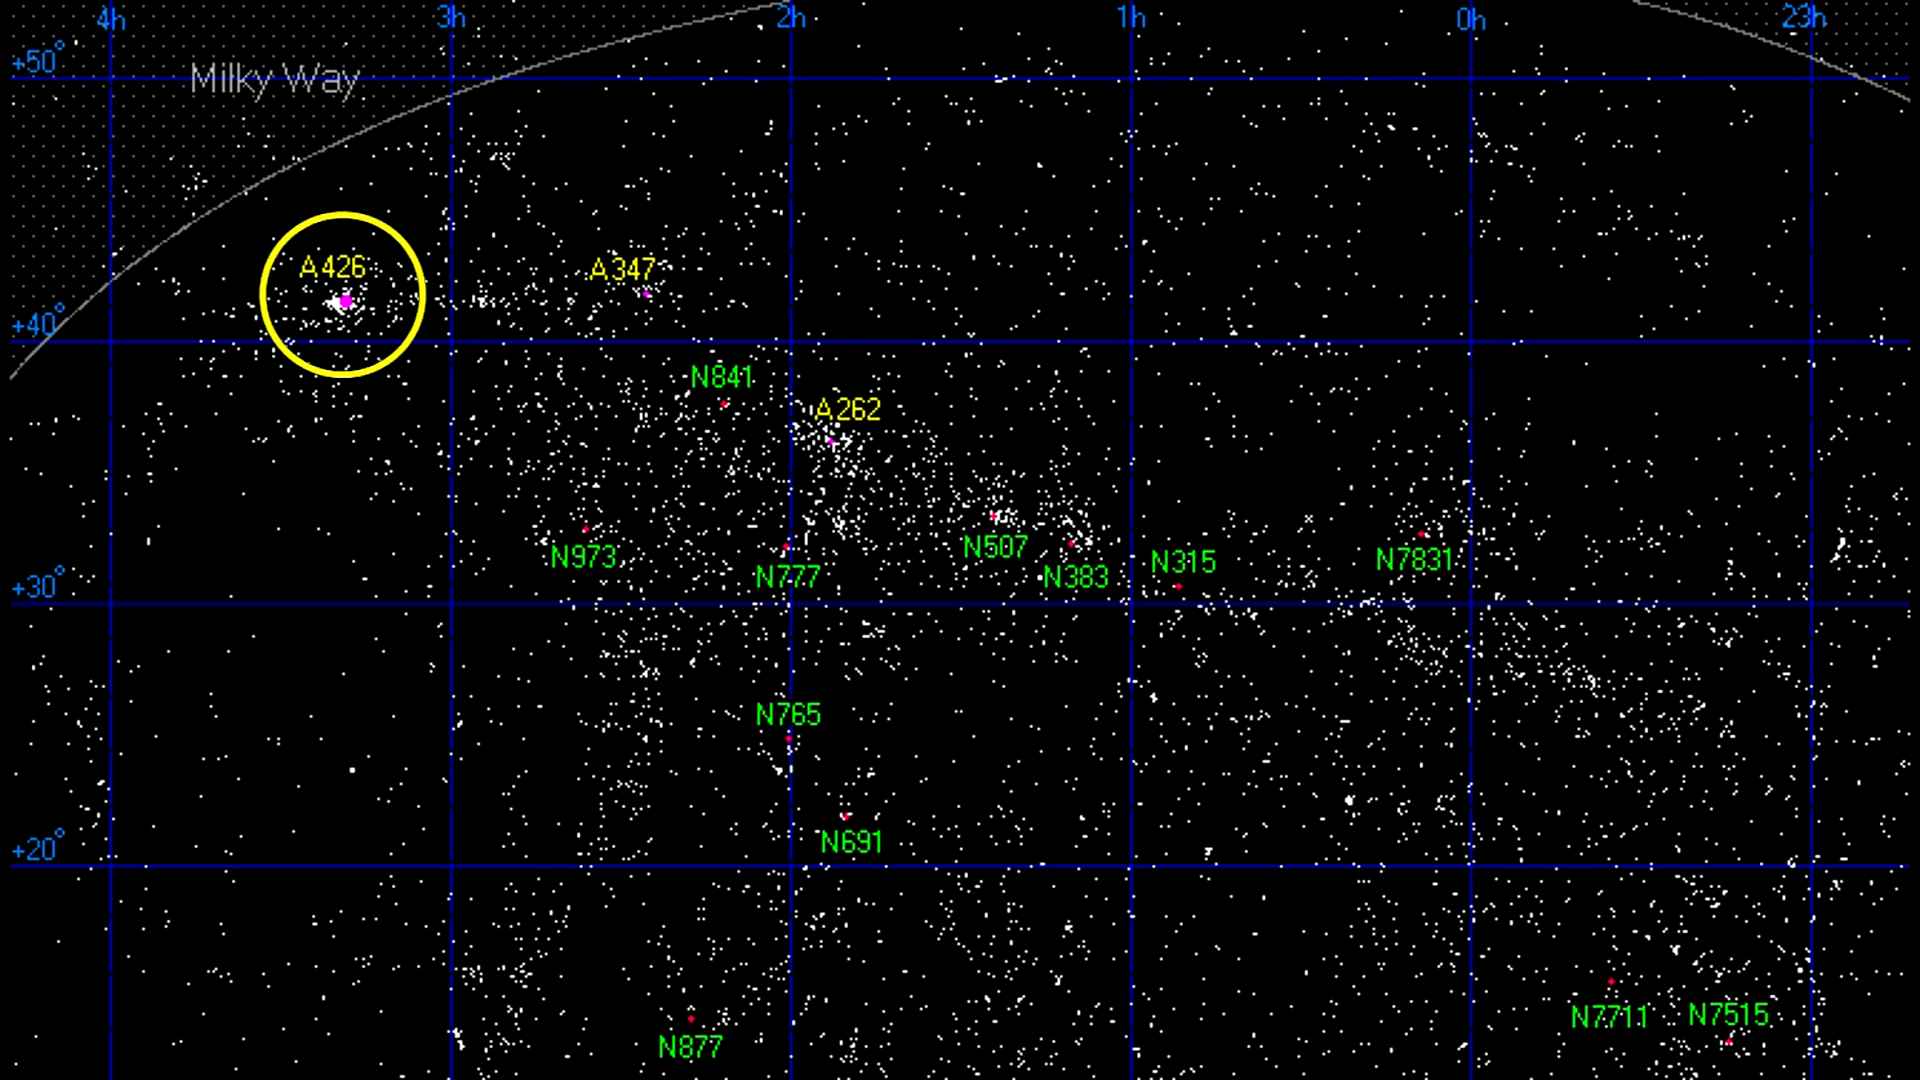 4h 3h 2h 1h 0h 23h
+50°
Milky Way
A426 A347
+40°
N841
A262
N973 N777 N507 N383 N315 N7831
+30°
N765
N691
+20°
N877 N7711 N7515